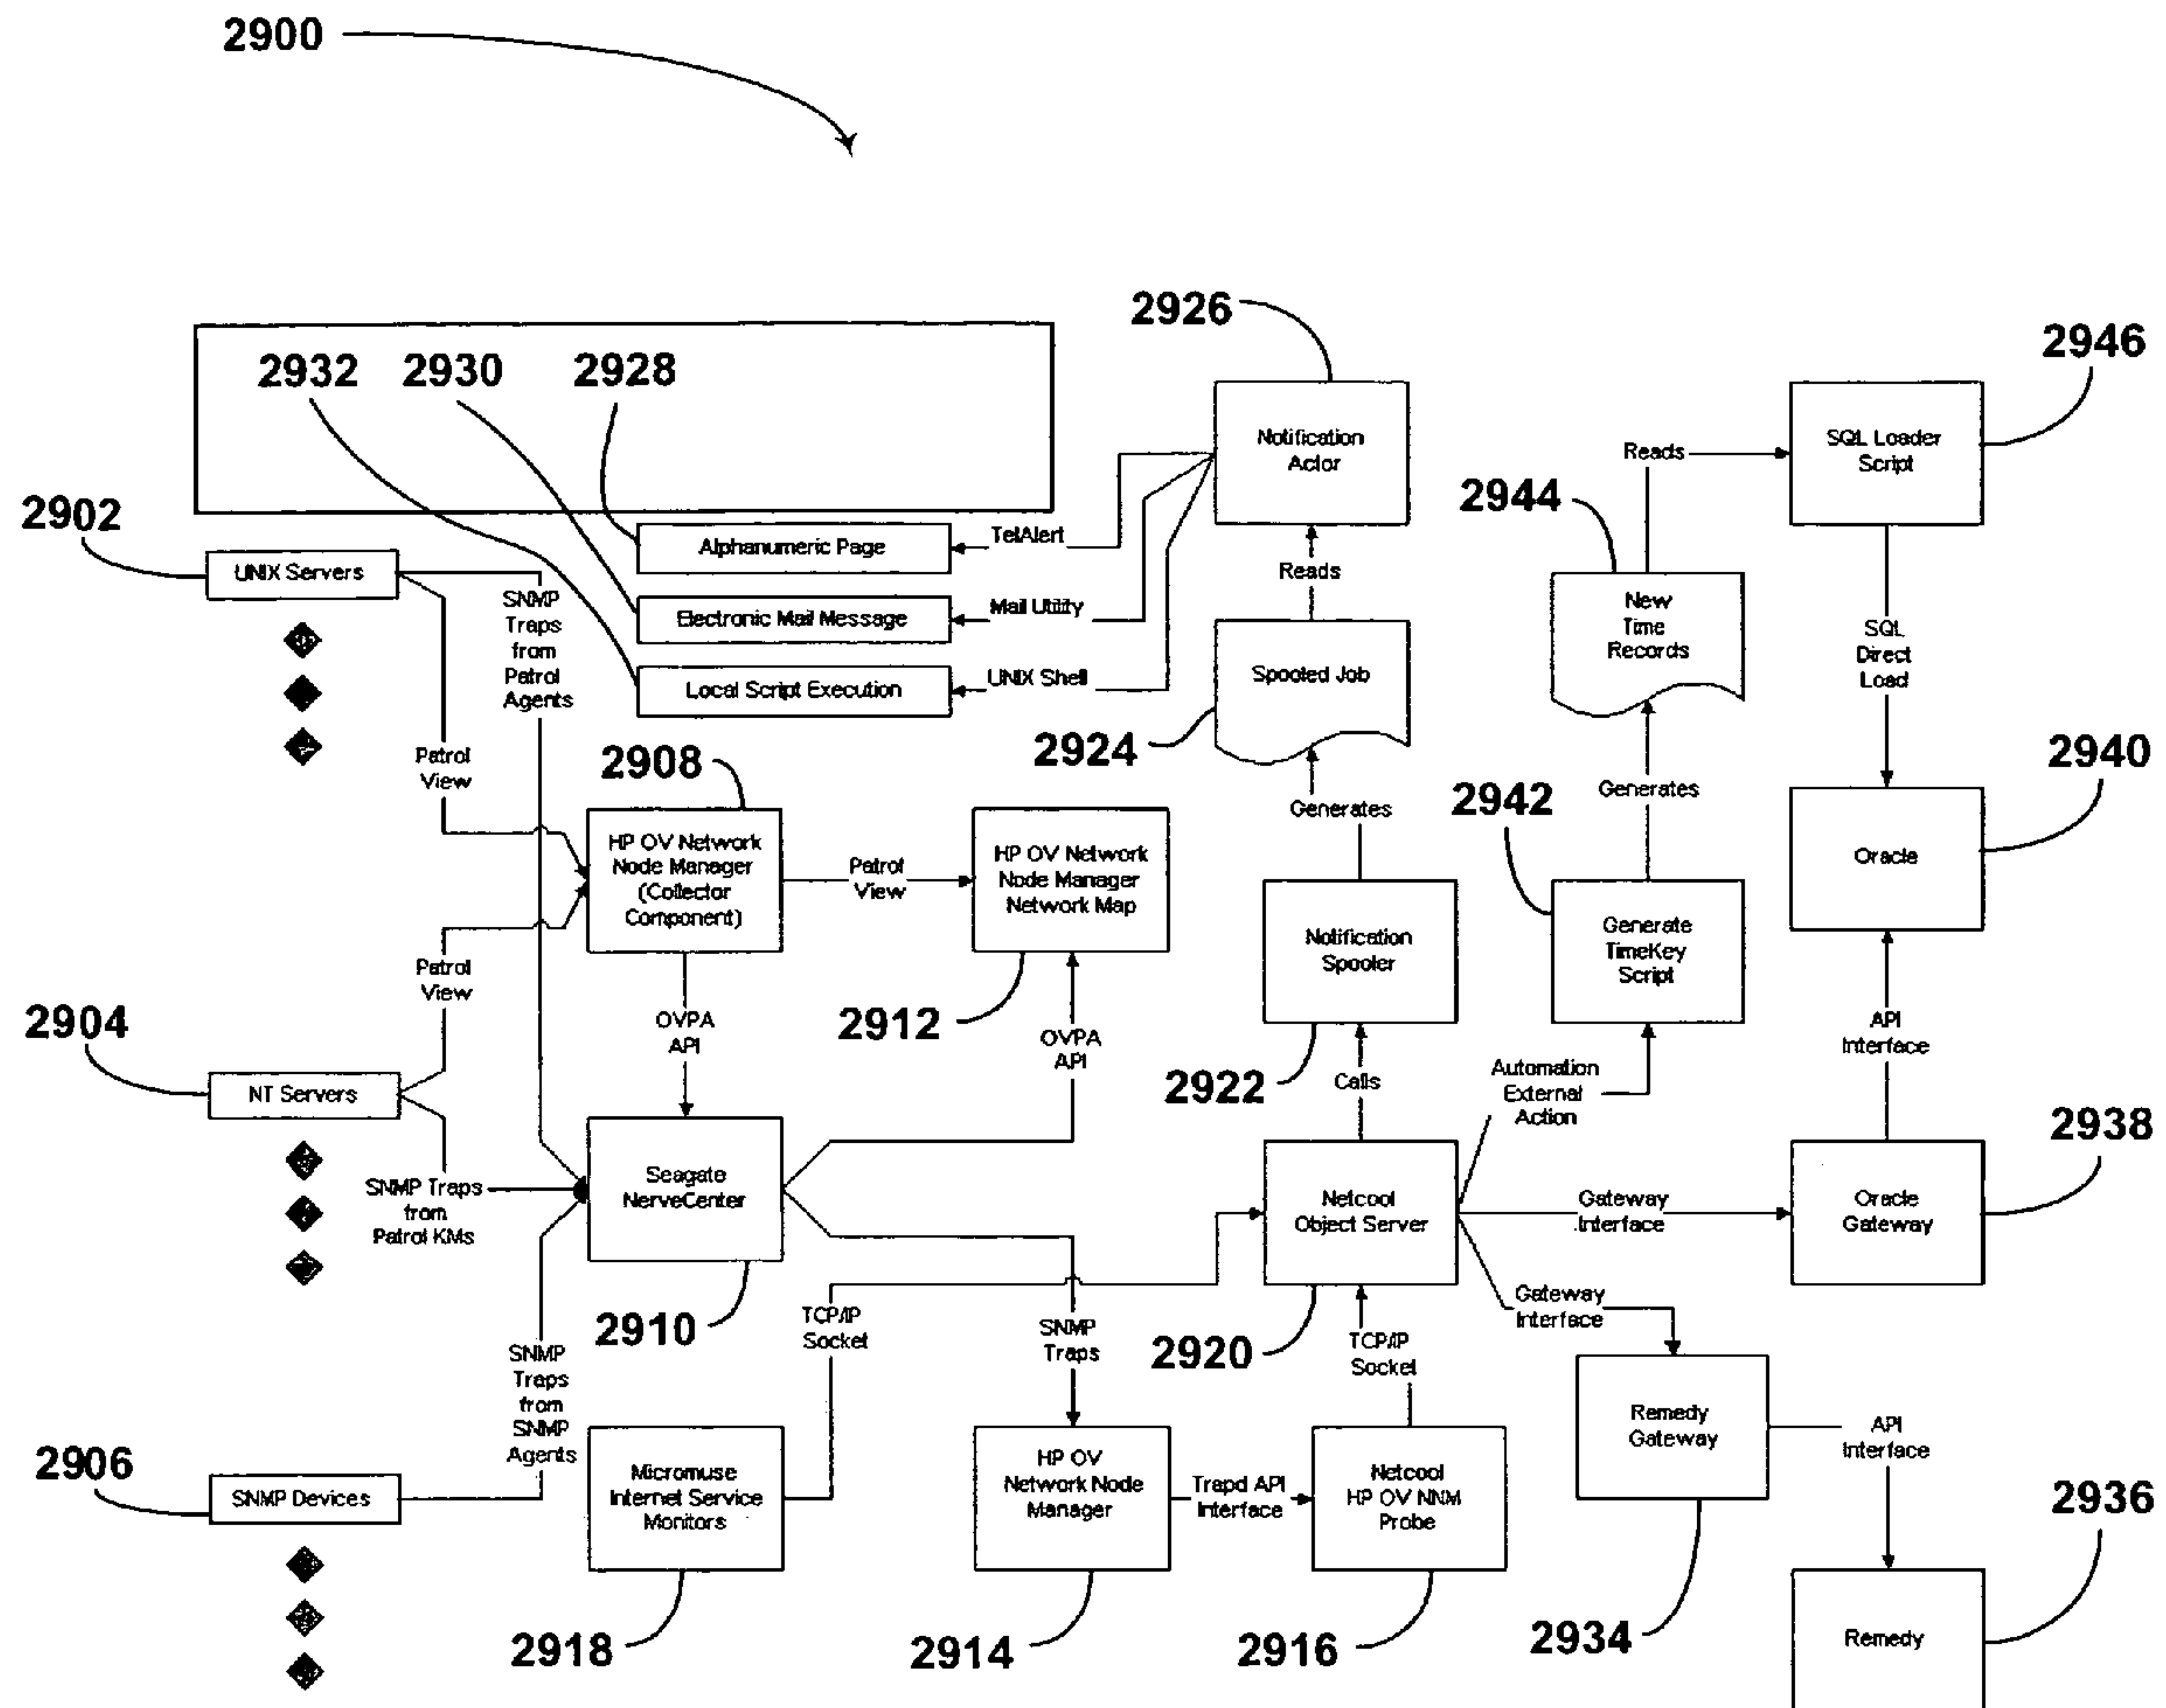 2900
2926
2946
2932
2930
2928
Notification
Actor
SQL Loader
Script
Reads
2944
2902
TelAlert
Alphanumeric Page
UNIX Servers
Reads
SNMP
Traps
from
Patrol
Agents
Mail Utility
Electronic Mail Message
New
Time
Records
SQL
Direct
Load
UNIX Shell
Local Script Execution
Spooled Job
2924
2940
Patrol
View
2908
Generates
Generates
2942
HP OV Network
Node Manager
(Collector
Component)
Patrol
View
HP OV Network
Node Manager
Network Map
Oracle
Notification
Spooler
Generate
TimeKey
Script
Patrol
View
2904
2912
OVPA
API
OVPA
API
API
Interface
NT Servers
2922
Calls
Automation
External
Action
2938
SNMP Traps
from
Patrol KMs
Seagate
NerveCenter
Netcool
Object Server
Gateway
Interface
Oracle
Gateway
2910
TCP/IP
Socket
SNMP
Traps
2920
TCP/IP
Socket
Gateway
Interface
SNMP
Traps
from
SNMP
Agents
Remedy
Gateway
API
Interface
2906
SNMP Devices
Micromuse
Internet Service
Monitors
HP OV
Network Node
Manager
Trapd API
Interface
Netcool
HP OV NNM
Probe
2936
2918
2914
2916
2934
Remedy